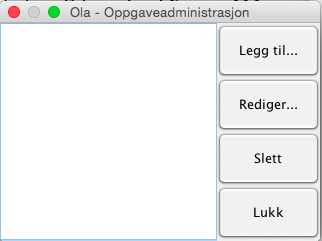 Ola - Oppgaveadministrasjon
Legg til...
Rediger...
Slett
Lukk